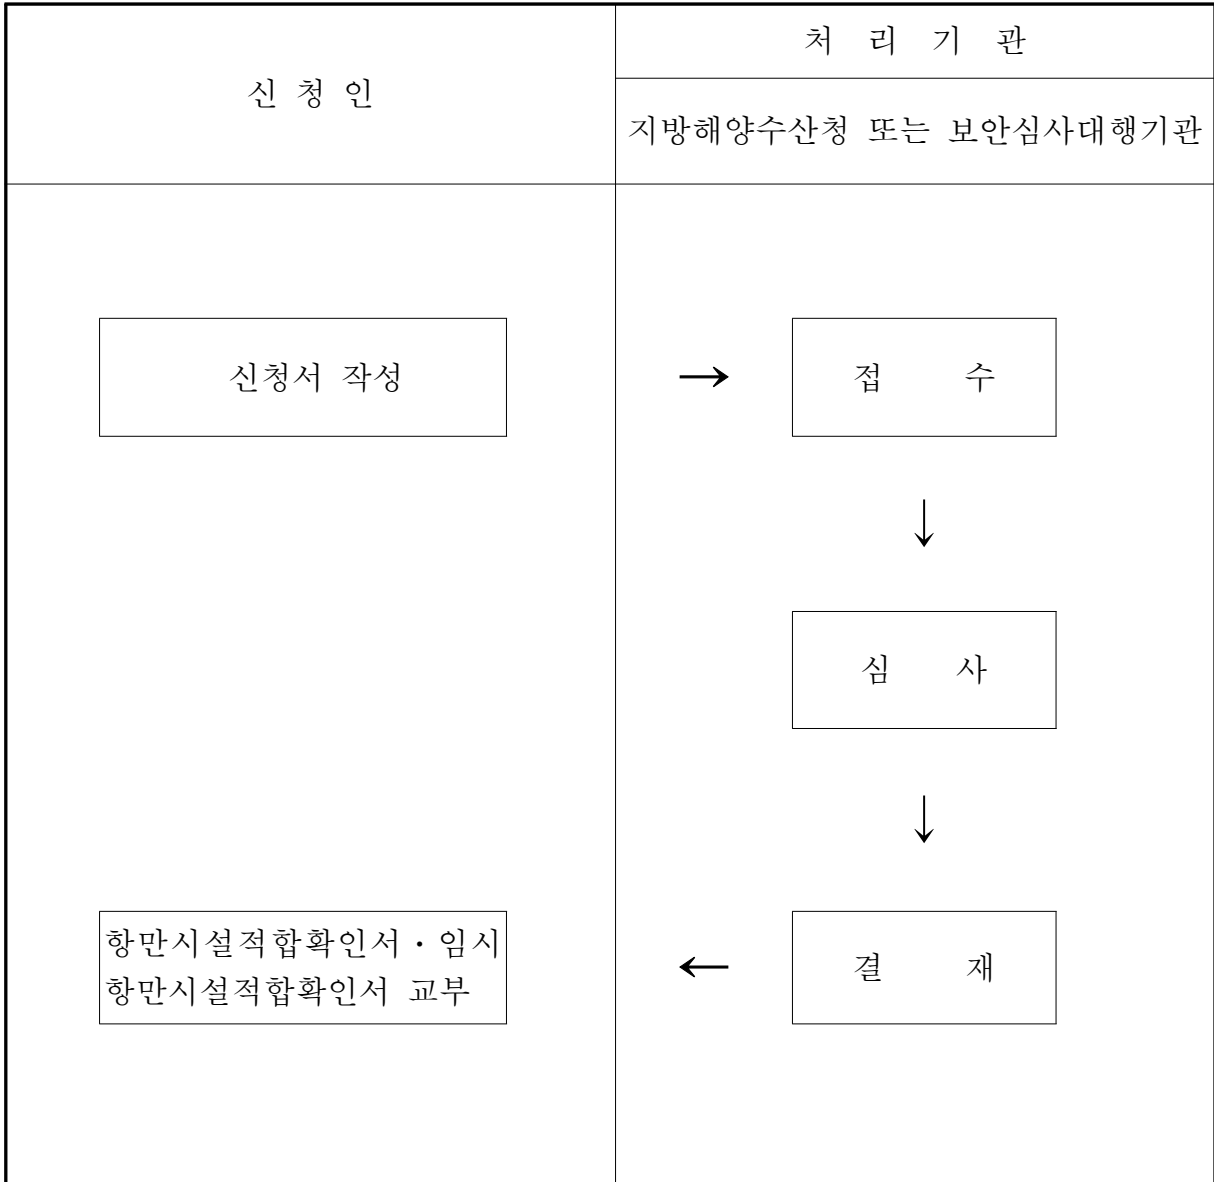 신 청 인
처 리 기 관
지방해양수산청 또는 보안심사대행기관
신청서 작성
→
접 수
↓
심 사
↓
항만시설적합확인서·임시
항만시설적합확인서 교부
←
결 재